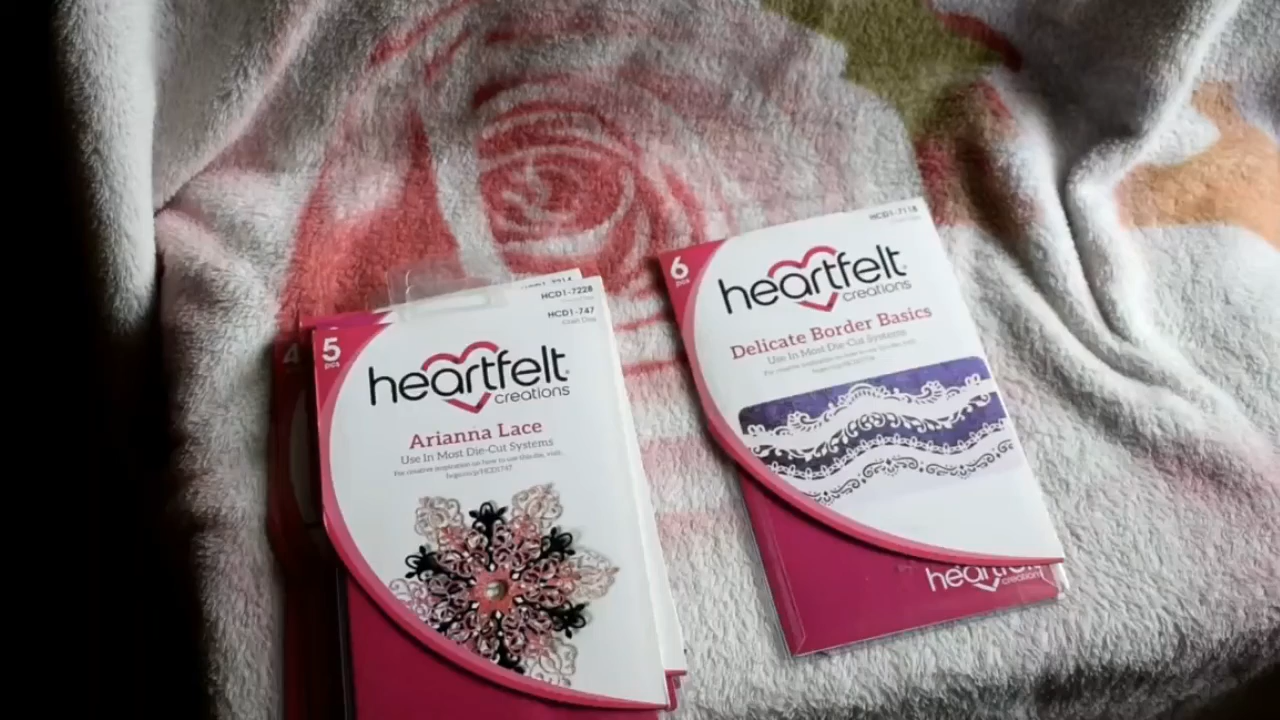 HCD1-7228
HCD1-747
5
pcs
heartfelt
creations
Arianna Lace
Use In Most Die-Cut Systems
HCD1-7118
6
pcs
heartfelt
creations
Delicate Border Basics
Use In Most Die-Cut Systems
heartfelt
creations